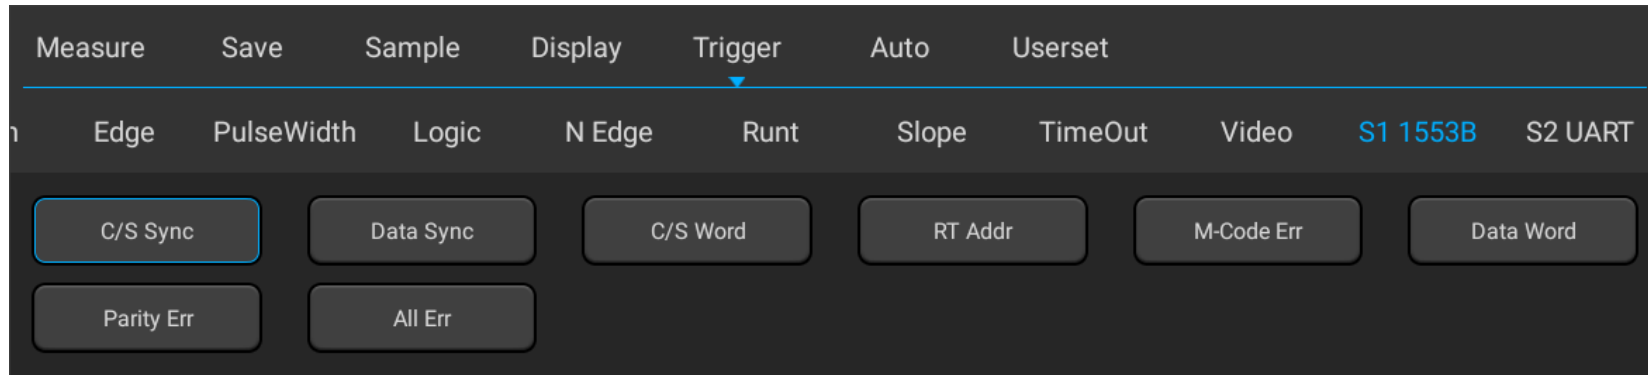 Measure Save Sample Display Trigger Auto Userset
Edge PulseWidth Logic N Edge Runt Slope TimeOut Video S1 1553B S2 UART
C/S Sync Data Sync C/S Word RT Addr M-Code Err Data Word
Parity Err All Err